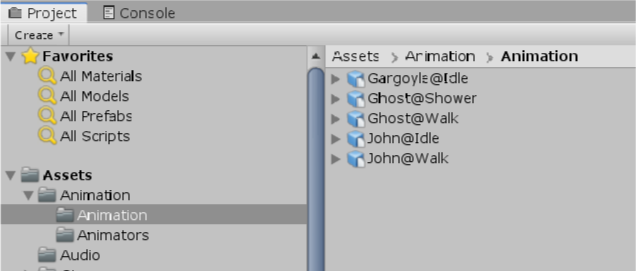 Project
Console
Create
Favorites
All Materials
All Models
All Prefabs
All Scripts
Assets
Animation
Animation
Animators
Audio
Assets > Animation > Animation
Gargoyle@Idle
Ghost@Shower
Ghost@Walk
John@Idle
John@Walk